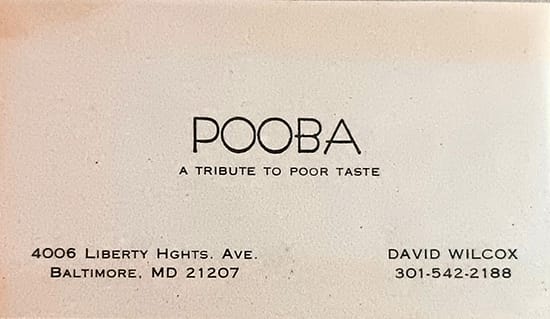 POOBA
A TRIBUTE TO POOR TASTE
4006 LIBERTY HGHTS. AVE.
BALTIMORE, MD 21207
DAVID WILCOX
301-542-2188